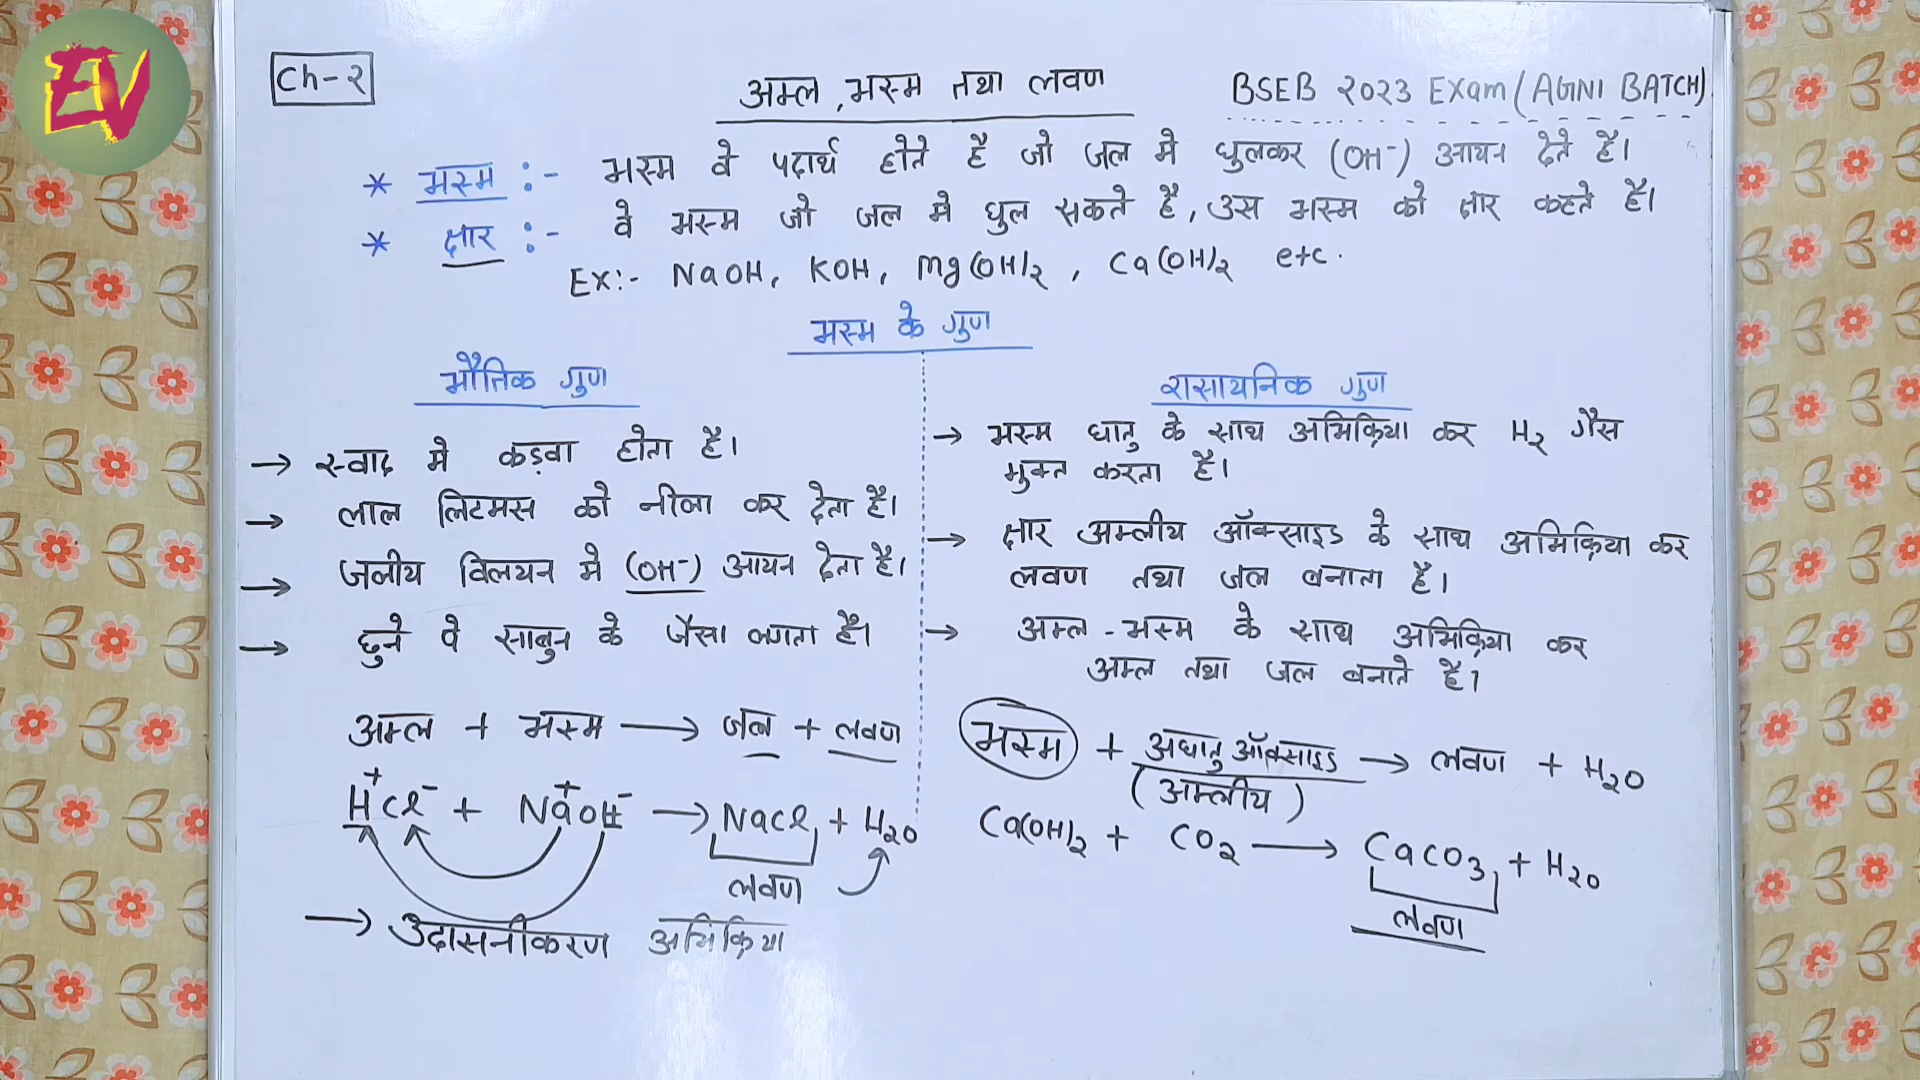 EV
Ch-2
अम्ल, भस्म तथा लवण
BSEB 2023 Exam (AGNI BATCH)
* भस्म :- भस्म वे पदार्थ होते है जो जल मे घुलकर (OH⁻) आयन देते है।
* क्षार :- वे भस्म जो जल मे घुल सकते है, उस भस्म को क्षार कहते है।
Ex:- NaOH, KOH, Mg(OH)₂, Ca(OH)₂ etc.
भस्म के गुण
भौतिक गुण
→ स्वाद मे कड़वा होता है।
→ लाल लिटमस को नीला कर देता है।
→ जलीय विलयन मे (OH⁻) आयन देता है।
→ छुने पे साबुन के जैसा लगता है।
अम्ल + भस्म → जल + लवण
H⁺Cl⁻ + Na⁺OH⁻ → NaCl + H₂O
लवण
→ उदासनीकरण अभिक्रिया
रासायनिक गुण
→ भस्म धातु के साथ अभिक्रिया कर H₂ गैस
मुक्त करता है।
→ क्षार अम्लीय ऑक्साइड के साथ अभिक्रिया कर
लवण तथा जल बनाता है।
→ अम्ल - भस्म के साथ अभिक्रिया कर
अम्ल तथा जल बनाते है।
भस्म + अधातु ऑक्साइड → लवण + H₂O
(अम्लीय)
Ca(OH)₂ + CO₂ → CaCO₃ + H₂O
लवण